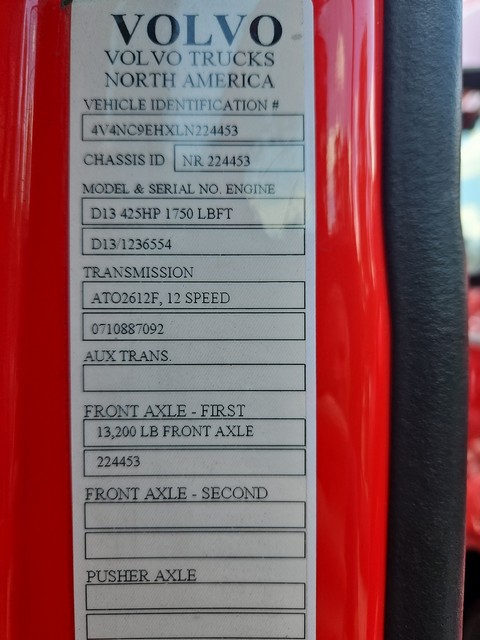 VOLVO
VOLVO TRUCKS
NORTH AMERICA
VEHICLE IDENTIFICATION #
4V4NC9EHXLN224453
CHASSIS ID NR 224453
MODEL & SERIAL NO. ENGINE
D13 425HP 1750 LBFT
D13/1236554
TRANSMISSION
ATO2612F, 12 SPEED
0710887092
AUX TRANS.
FRONT AXLE - FIRST
13,200 LB FRONT AXLE
224453
FRONT AXLE - SECOND
PUSHER AXLE